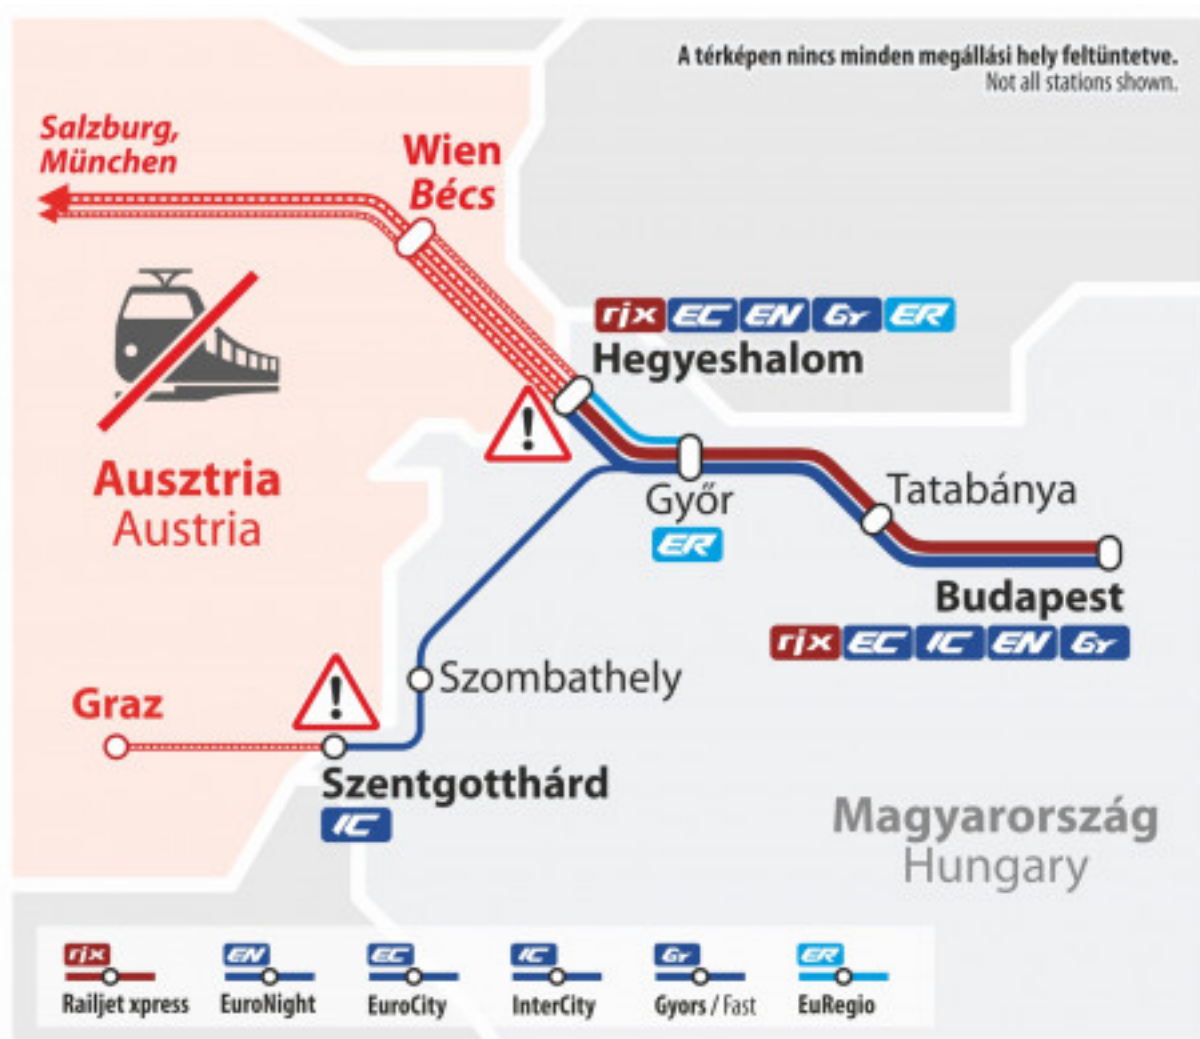 A térképen nincs minden megállási hely feltüntetve.
Not all stations shown.
Salzburg,
München
Wien
Bécs
rjx EC EN Gy ER
Hegyeshalom
!
Ausztria
Austria
Győr
ER
Tatabánya
Budapest
rjx EC IC EN Gy
Szombathely
!
Graz
Szentgotthárd
IC
Magyarország
Hungary
rjx EN EC IC Gy ER
Railjet xpress EuroNight EuroCity InterCity Gyors / Fast EuRegio